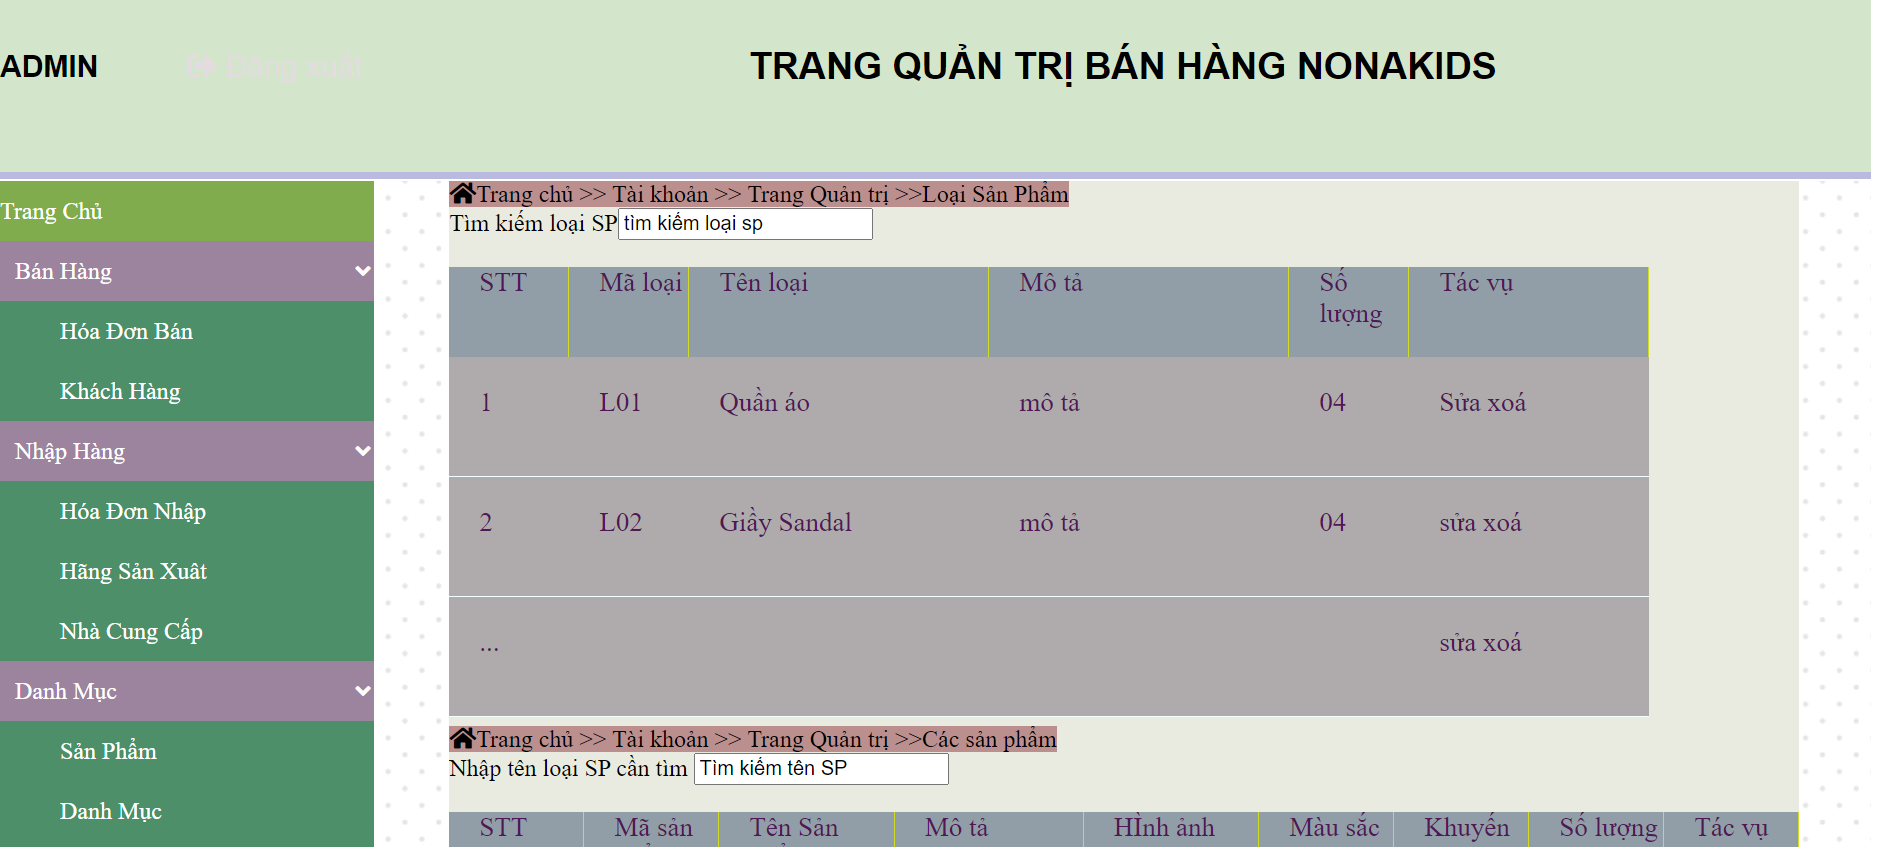 ADMIN
Đăng xuất
TRANG QUẢN TRỊ BÁN HÀNG NONAKIDS
Trang Chủ
Bán Hàng
Hóa Đơn Bán
Khách Hàng
Nhập Hàng
Hóa Đơn Nhập
Hãng Sản Xuât
Nhà Cung Cấp
Danh Mục
Sản Phẩm
Danh Mục
Trang chủ >> Tài khoản >> Trang Quản trị >>Loại Sản Phẩm
Tìm kiếm loại SP tìm kiếm loại sp
STT Mã loại Tên loại Mô tả Số lượng Tác vụ
1 L01 Quần áo mô tả 04 Sửa xoá
2 L02 Giầy Sandal mô tả 04 sửa xoá
... sửa xoá
Trang chủ >> Tài khoản >> Trang Quản trị >>Các sản phẩm
Nhập tên loại SP cần tìm Tìm kiếm tên SP
STT Mã sản Tên Sản Mô tả HÌnh ảnh Màu sắc Khuyến Số lượng Tác vụ